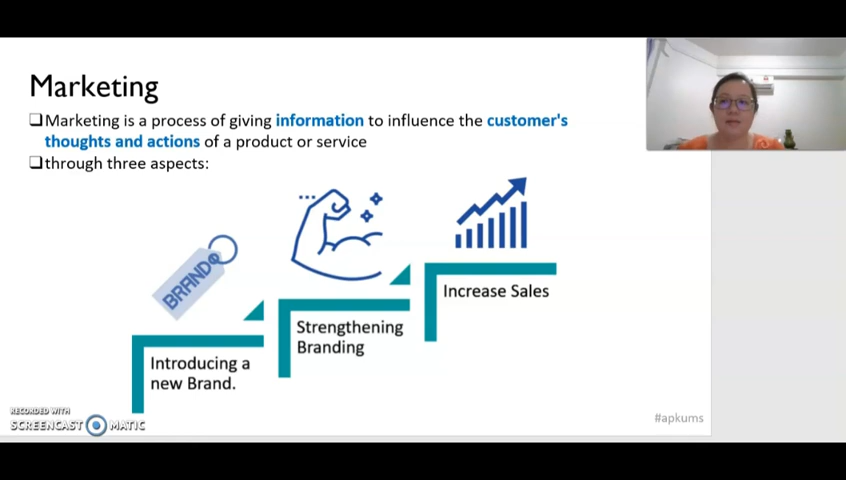 Marketing
Marketing is a process of giving information to influence the customer's
thoughts and actions of a product or service
through three aspects:
BRAND
Increase Sales
Strengthening
Branding
Introducing a
new Brand.
RECORDED WITH
SCREENCAST MATIC
#apkums